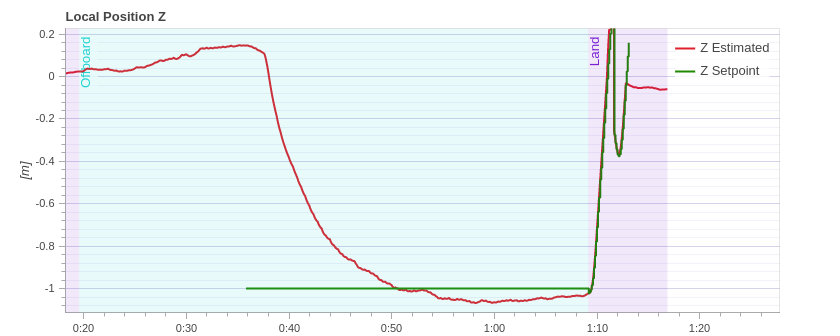 Local Position Z
0.2
0
-0.2
-0.4
-0.6
-0.8
-1
[m]
Offboard
Land
Z Estimated
Z Setpoint
0:20
0:30
0:40
0:50
1:00
1:10
1:20